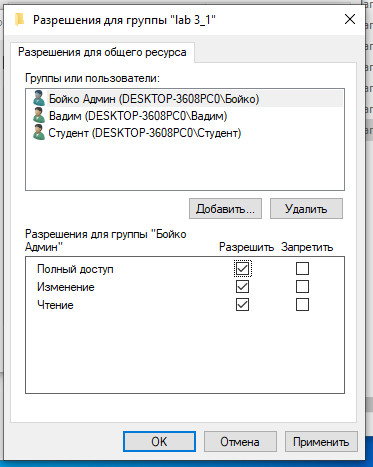 Разрешения для группы "lab 3_1"
Разрешения для общего ресурса
Группы или пользователи:
Бойко Админ (DESKTOP-3608PC0\Бойко)
Вадим (DESKTOP-3608PC0\Вадим)
Студент (DESKTOP-3608PC0\Студент)
Добавить... Удалить
Разрешения для группы "Бойко
Админ" Разрешить Запретить
Полный доступ
Изменение
Чтение
OK Отмена Применить